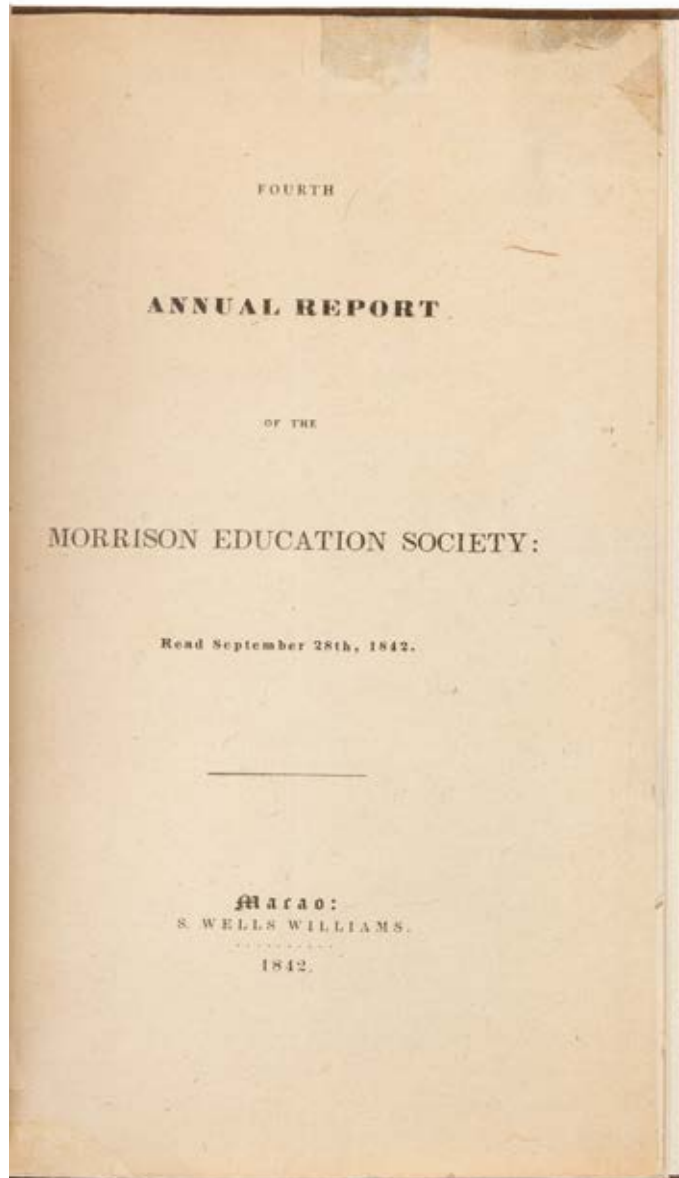 FOURTH
ANNUAL REPORT
OF THE
MORRISON EDUCATION SOCIETY:
Read September 28th, 1842.
Macao:
S. WELLS WILLIAMS.
1842.